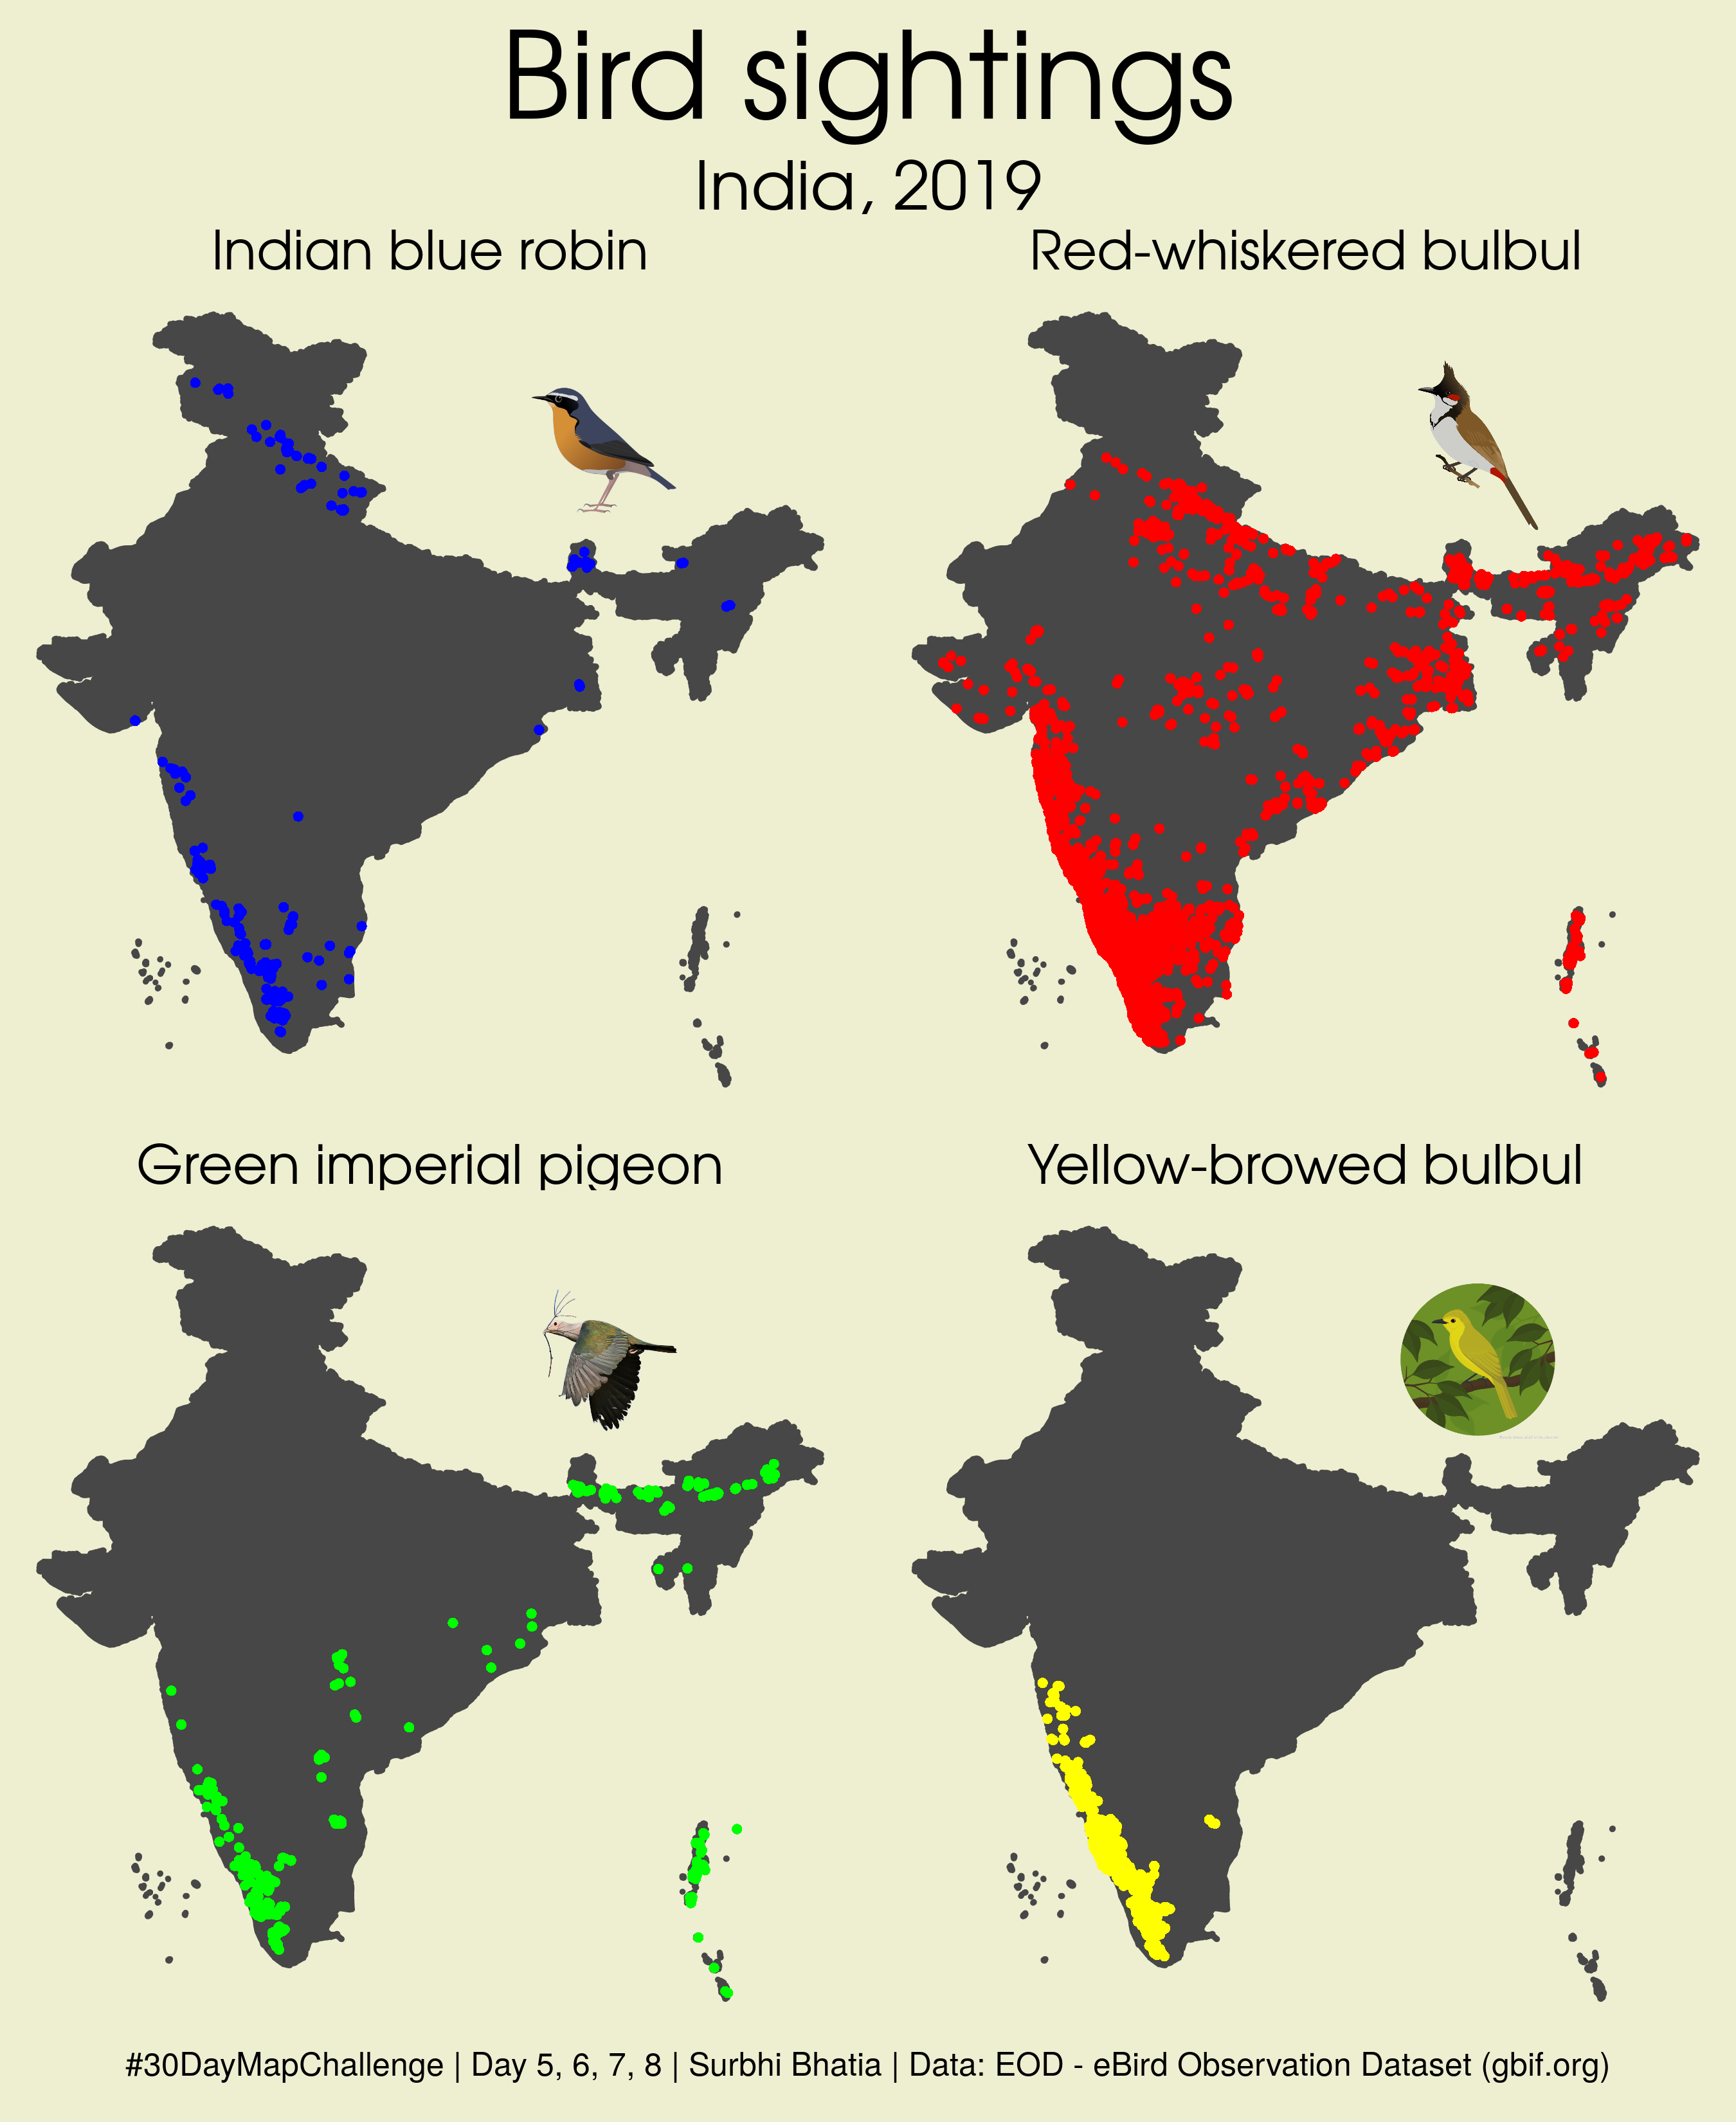 Bird sightings
India, 2019
Indian blue robin
Red-whiskered bulbul
Green imperial pigeon
Yellow-browed bulbul
#30DayMapChallenge | Day 5, 6, 7, 8 | Surbhi Bhatia | Data: EOD - eBird Observation Dataset (gbif.org)